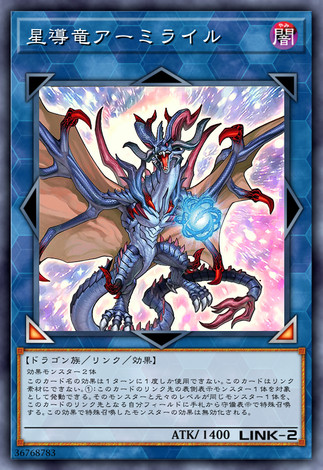 星導竜アーミライル
闇
やみ
【ドラゴン族／リンク／効果】
効果モンスター２体
このカード名の効果は１ターンに１度しか使用できない。このカードはリンク
素材にできない。①：このカードのリンク先の表側表示モンスター１体を対象
として発動できる。そのモンスターと元々のレベルが同じモンスター１体を、
このカードのリンク先となる自分フィールドに手札から守備表示で特殊召喚
する。この効果で特殊召喚したモンスターの効果は無効化される。
ATK/1400 LINK-2
36768783